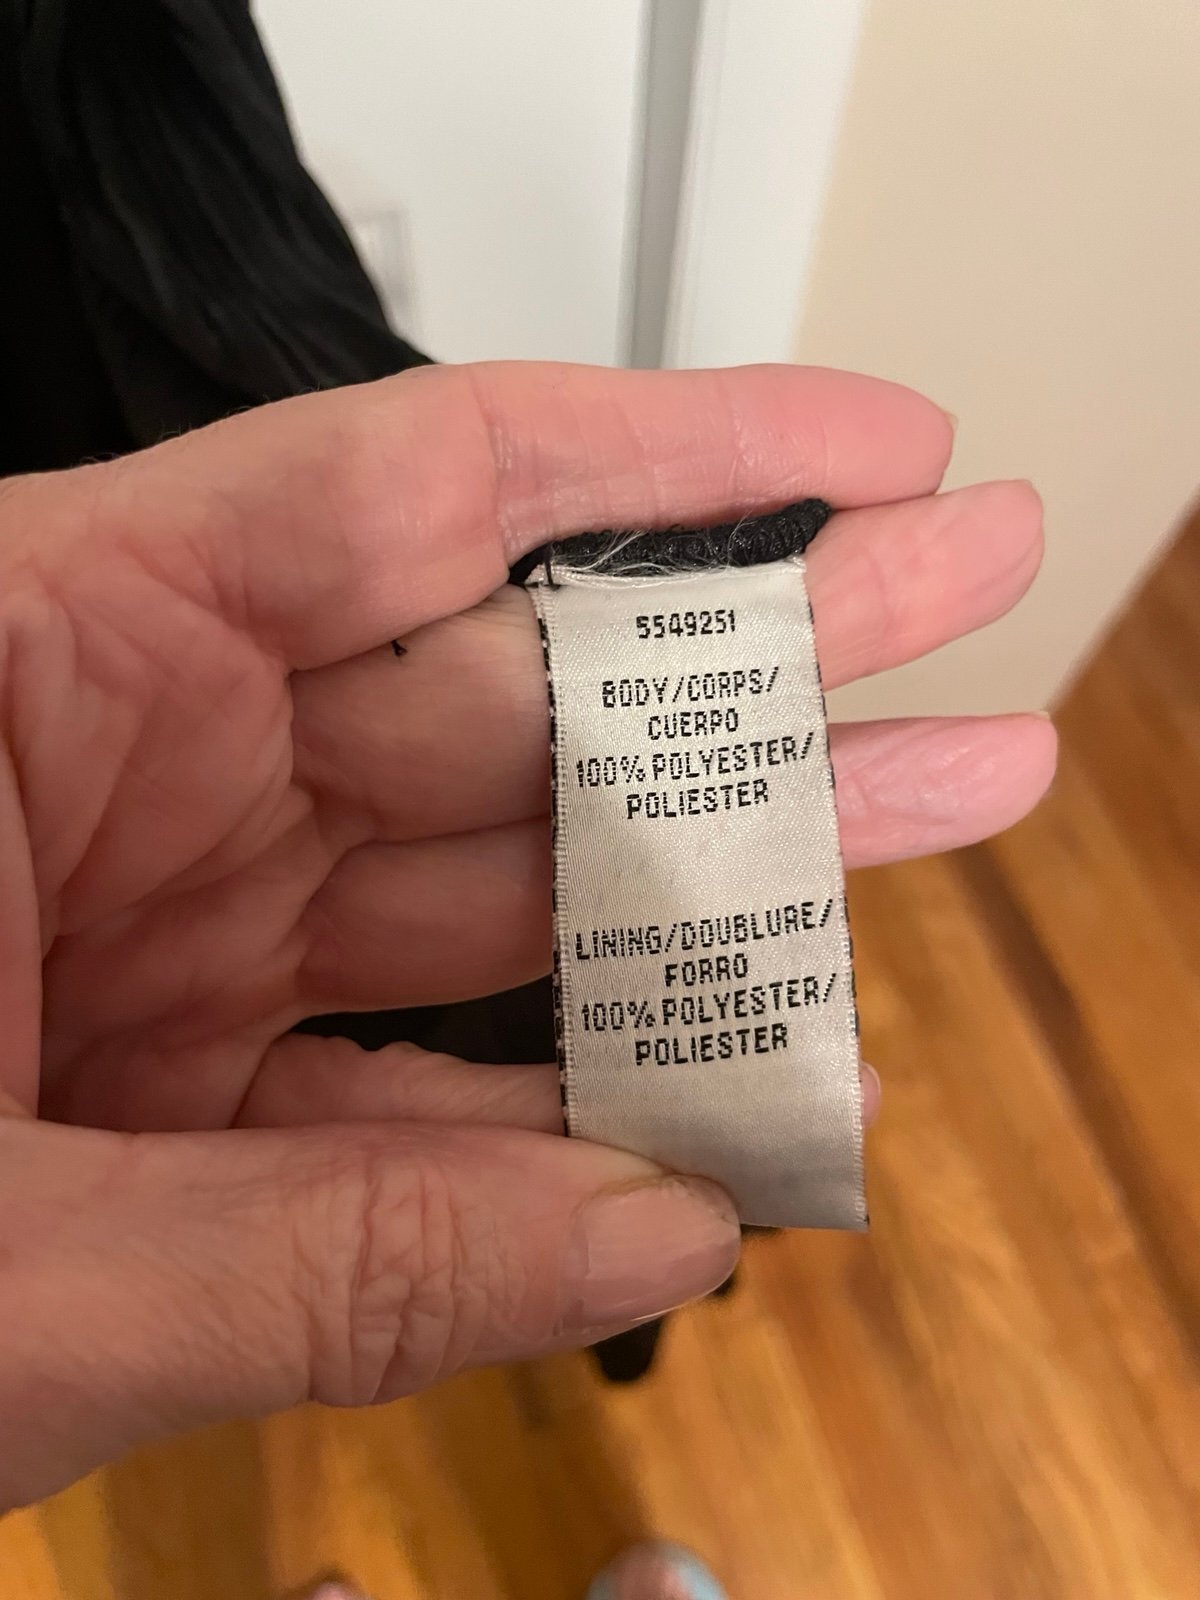 5549251
BODY/CORPS/
CUERPO
100% POLYESTER/
POLIESTER
LINING/DOUBLURE/
FORRO
100% POLYESTER/
POLIESTER